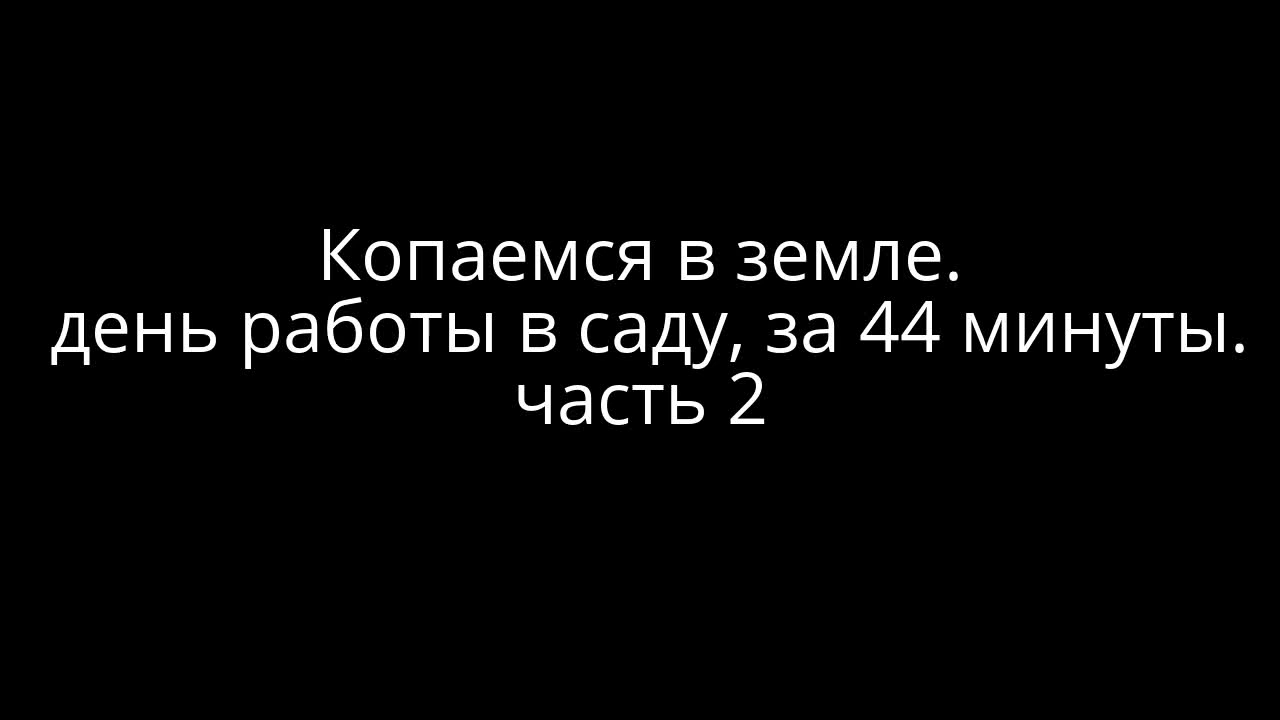 Копаемся в земле.
день работы в саду, за 44 минуты.
часть 2